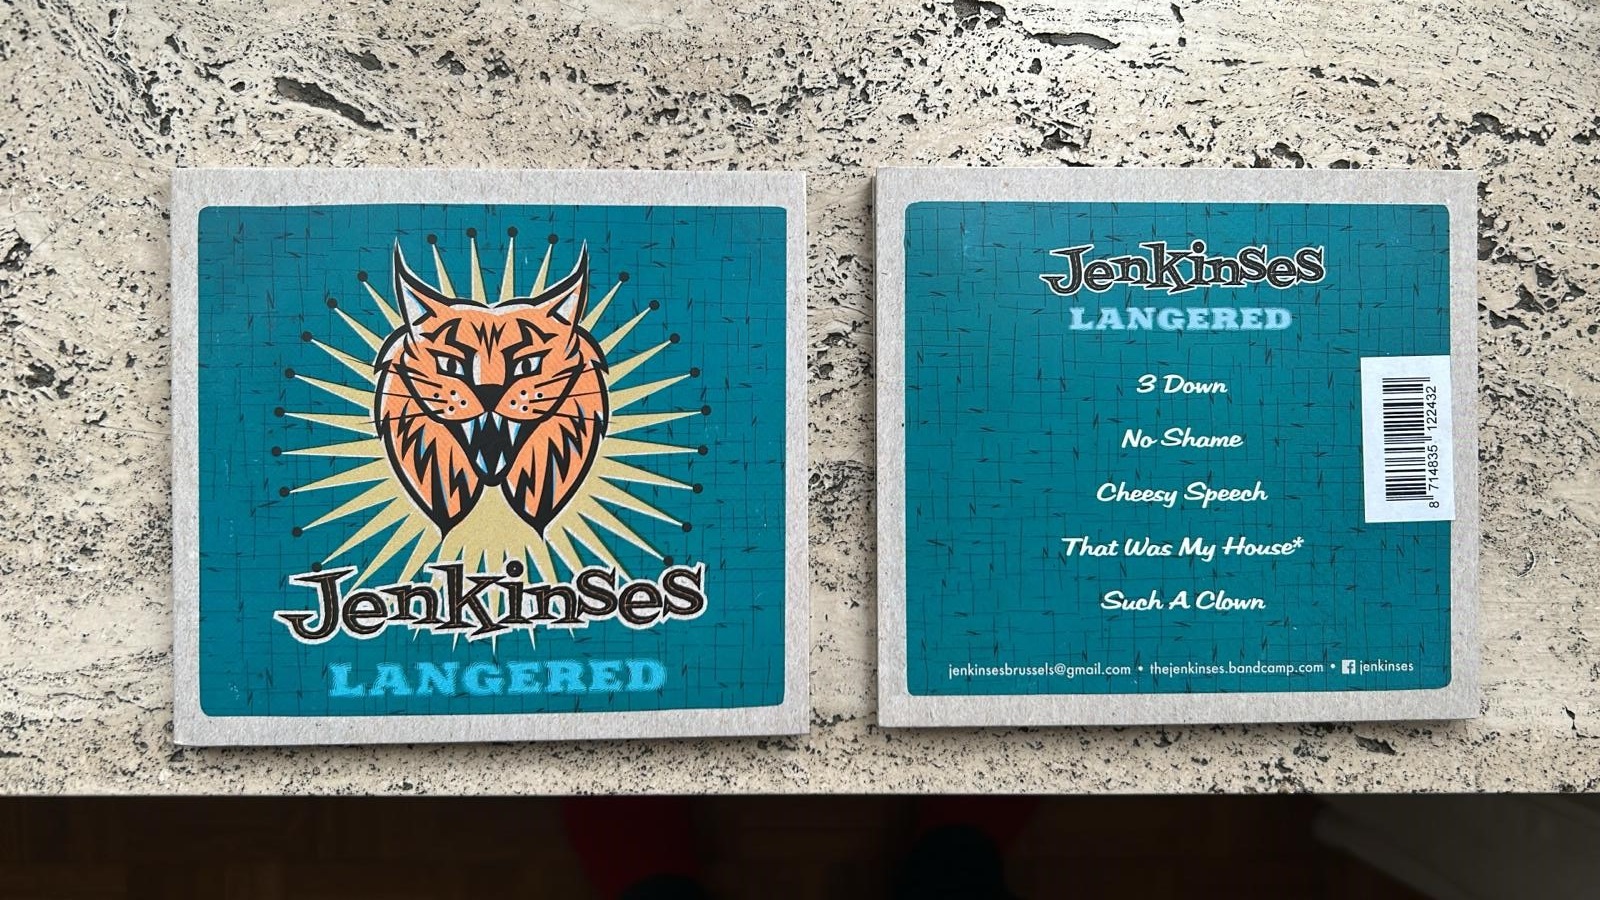 Jenkinses
LANGERED
Jenkinses
LANGERED
3 Down
No Shame
Cheesy Speech
That Was My House*
Such A Clown
8 714835 122432
jenkinsesbrussels@gmail.com • thejenkinses.bandcamp.com • f jenkinses